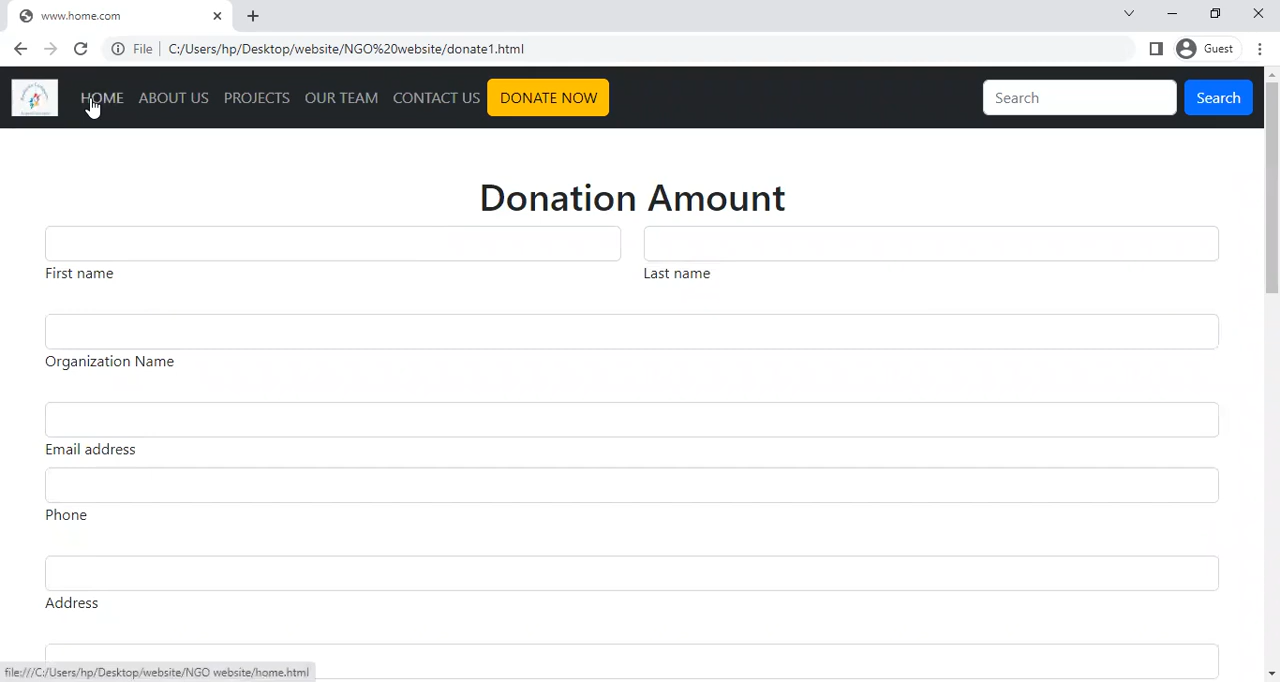 www.home.com
File C:/Users/hp/Desktop/website/NGO%20website/donate1.html
Guest
HOME ABOUT US PROJECTS OUR TEAM CONTACT US DONATE NOW Search Search
Donation Amount
First name Last name
Organization Name
Email address
Phone
Address
file:///C:/Users/hp/Desktop/website/NGO website/home.html